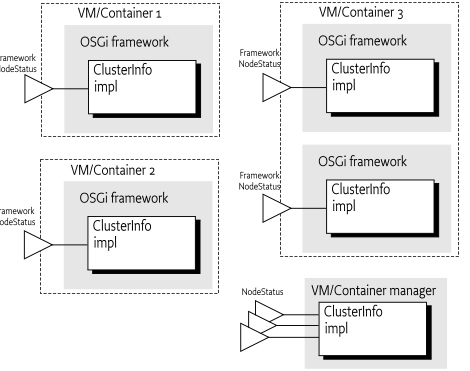 VM/Container 1
OSGi framework
ramework
lodeStatus
ClusterInfo
impl
VM/Container 2
OSGi framework
ramework
odeStatus
ClusterInfo
impl
VM/Container 3
OSGi framework
Framework
NodeStatus
ClusterInfo
impl
OSGi framework
Framework
NodeStatus
ClusterInfo
impl
NodeStatus
VM/Container manager
ClusterInfo
impl